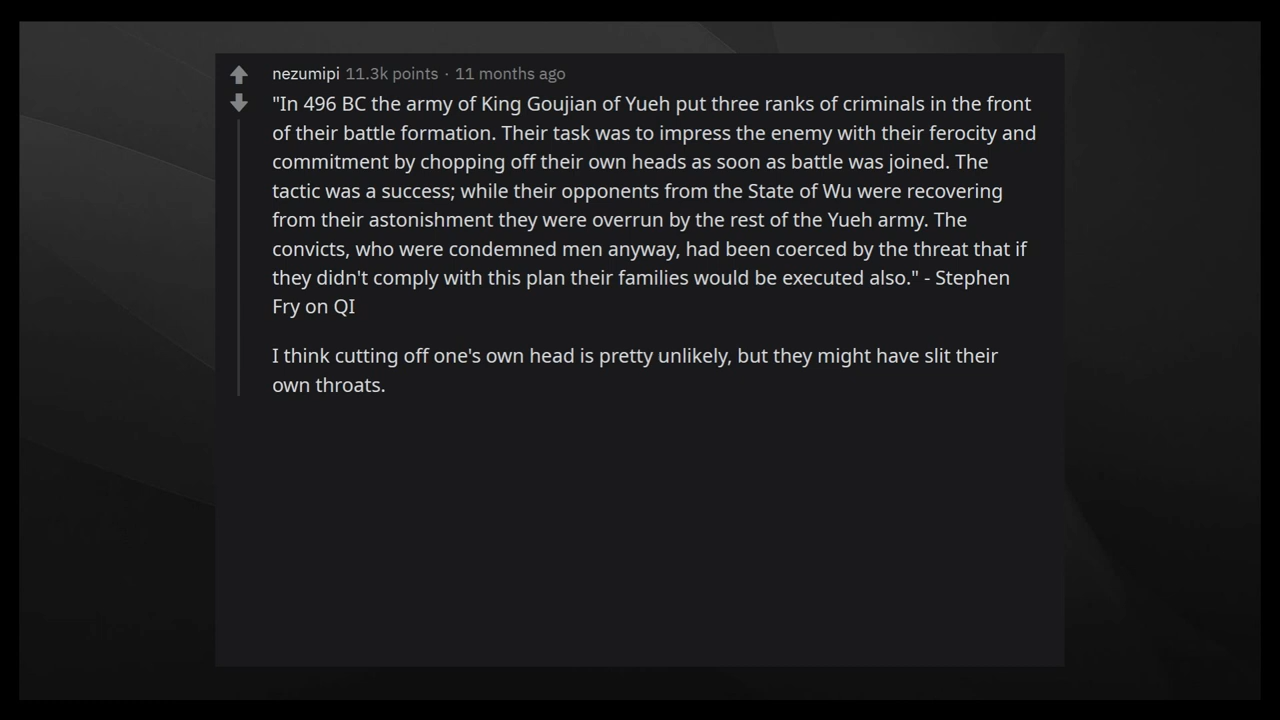 nezumipi 11.3k points · 11 months ago
"In 496 BC the army of King Goujian of Yueh put three ranks of criminals in the front
of their battle formation. Their task was to impress the enemy with their ferocity and
commitment by chopping off their own heads as soon as battle was joined. The
tactic was a success; while their opponents from the State of Wu were recovering
from their astonishment they were overrun by the rest of the Yueh army. The
convicts, who were condemned men anyway, had been coerced by the threat that if
they didn't comply with this plan their families would be executed also." - Stephen
Fry on QI
I think cutting off one's own head is pretty unlikely, but they might have slit their
own throats.